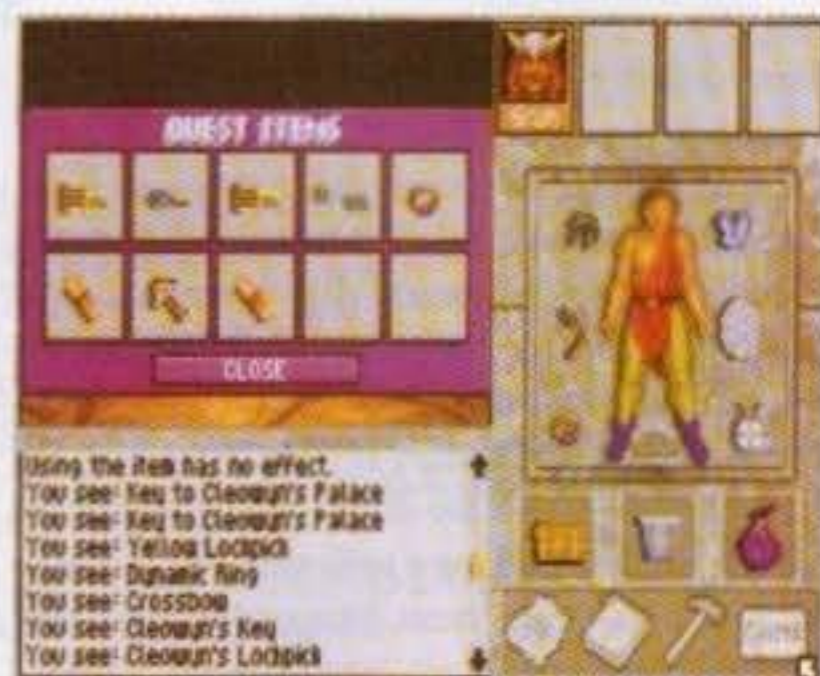 QUEST ITEMS
CLOSE
Using the item has no effect.
You see: Key to Cleowyn's Palace
You see: Key to Cleowyn's Palace
You see: Yellow Lockpick
You see: Dynamic Ring
You see: Crossbow
You see: Cleowyn's Key
You see: Cleowyn's Lockpick